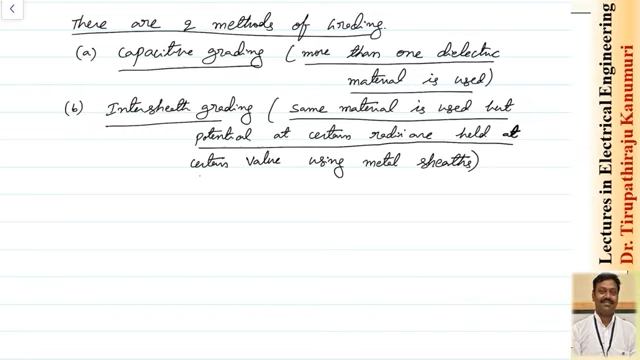 There are 2 methods of Grading.
(a) Capacitive grading (more than one dielectric
material is used)
(b) Intersheath grading (same material is used but
potential at certain radii are held at
certain value using metal sheaths)
Lectures in Electrical Engineering
Dr. Tirupathiraju Kanumuri